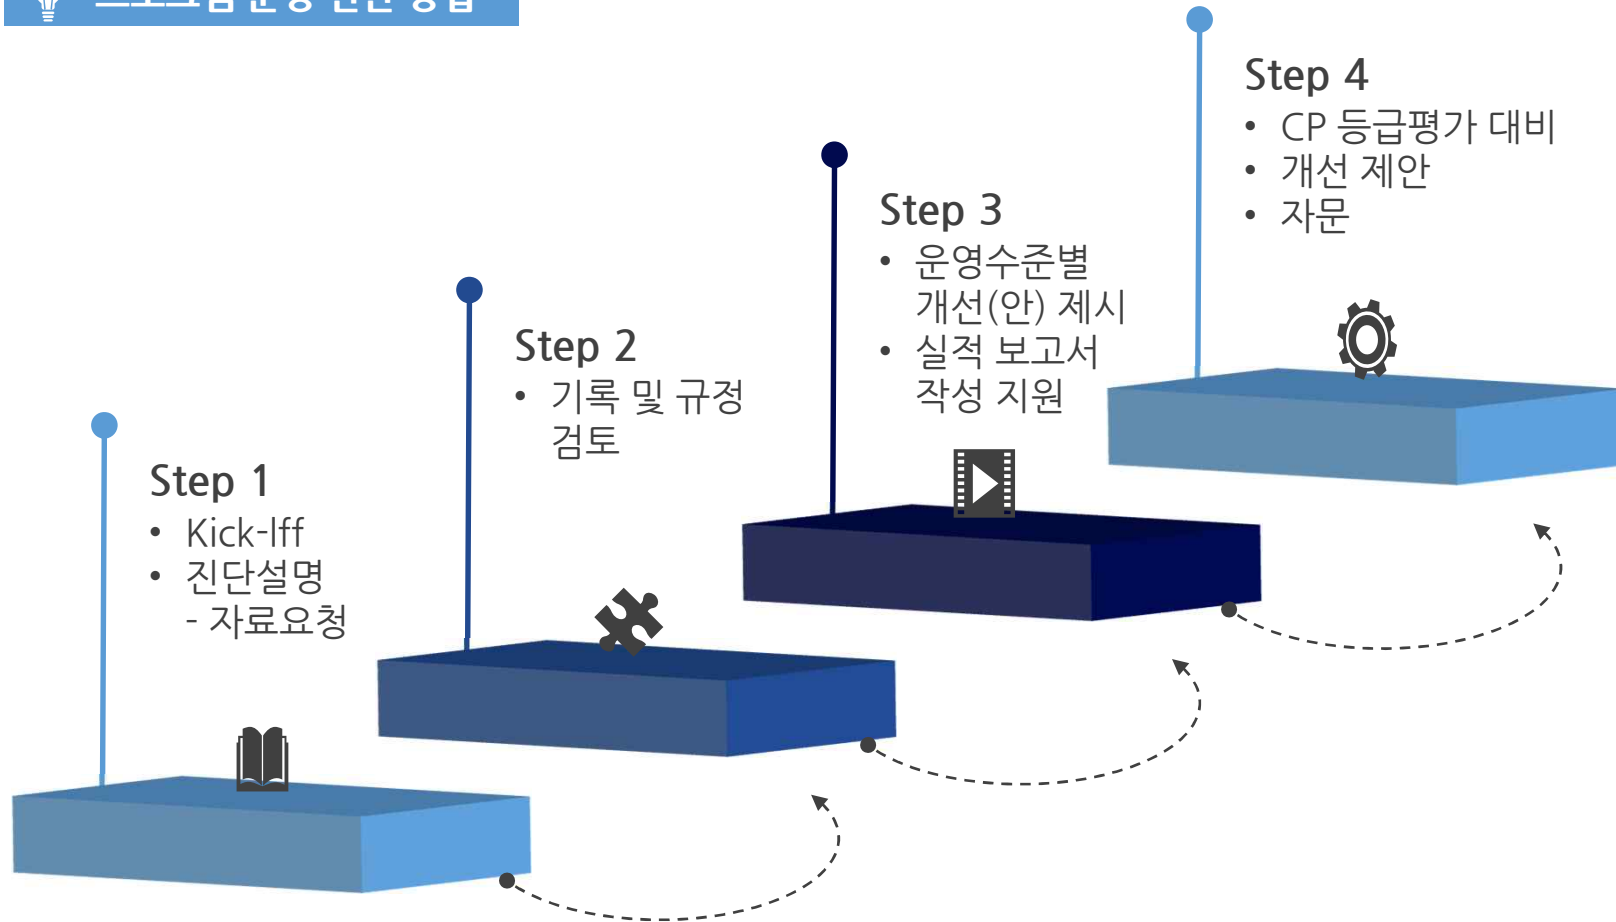 Step 1
• Kick-lff
• 진단설명
- 자료요청
Step 2
• 기록 및 규정
검토
Step 3
• 운영수준별
개선(안) 제시
• 실적 보고서
작성 지원
Step 4
• CP 등급평가 대비
• 개선 제안
• 자문